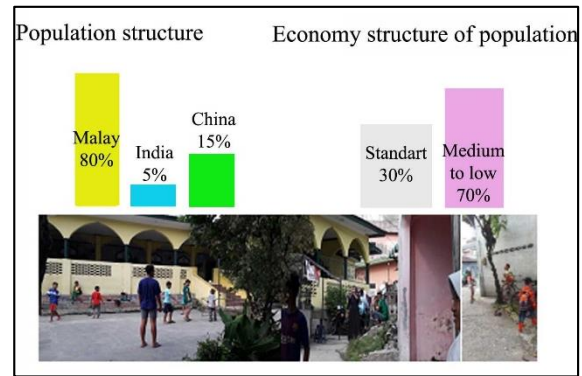 Population structure
Economy structure of population
Malay
80%
India
5%
China
15%
Standart
30%
Medium
to low
70%